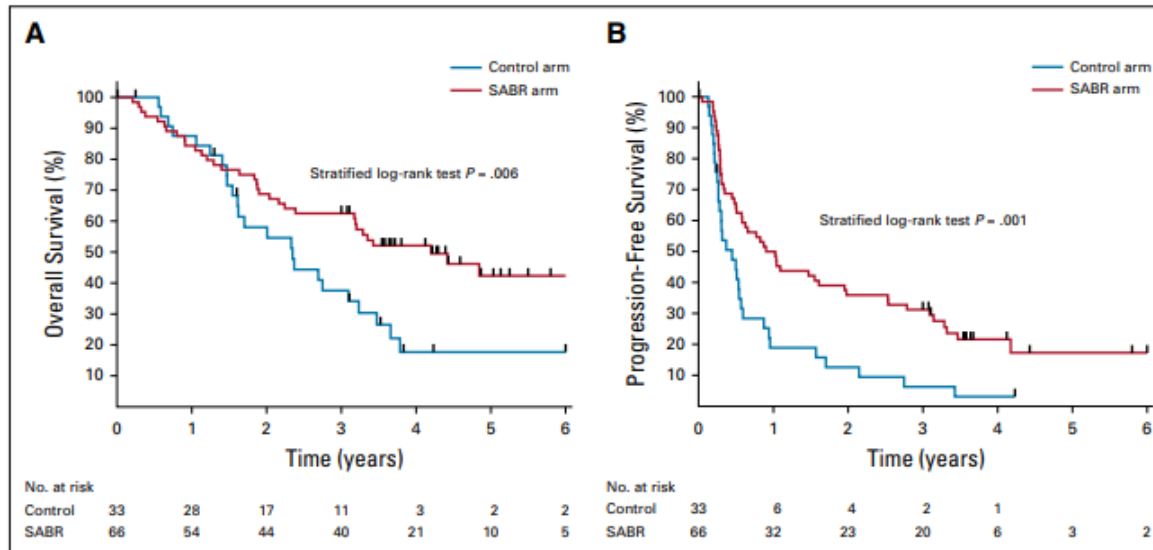 A
Control arm
SABR arm
Overall Survival (%)
100
90
80
70
60
50
40
30
20
10
Stratified log-rank test P = .006
0 1 2 3 4 5 6
Time (years)
No. at risk
Control 33 28 17 11 3 2 2
SABR 66 54 44 40 21 10 5
B
Control arm
SABR arm
Progression-Free Survival (%)
100
90
80
70
60
50
40
30
20
10
Stratified log-rank test P = .001
0 1 2 3 4 5 6
Time (years)
No. at risk
Control 33 6 4 2 1
SABR 66 32 23 20 6 3 2